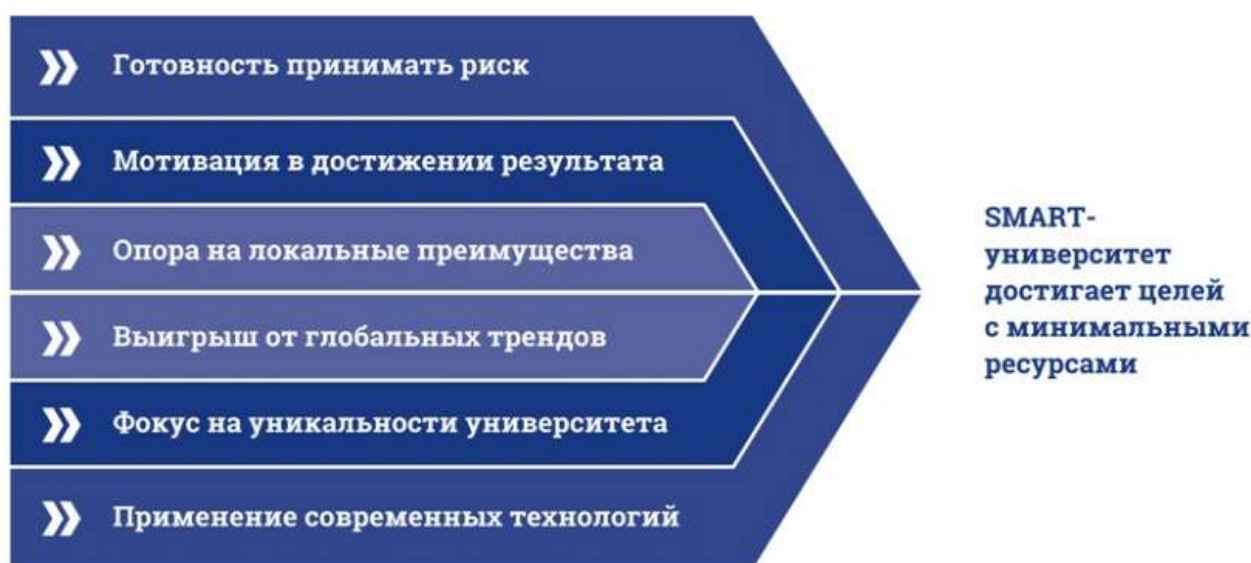 Готовность принимать риск
Мотивация в достижении результата
Опора на локальные преимущества
Выигрыш от глобальных трендов
Фокус на уникальности университета
Применение современных технологий
SMART-
университет
достигает целей
с минимальными
ресурсами